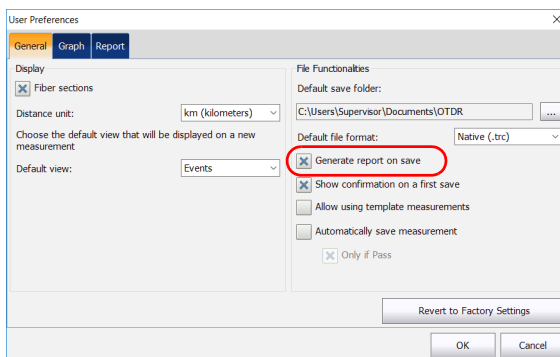 User Preferences
General Graph Report
Display
Fiber sections
Distance unit: km (kilometers)
Choose the default view that will be displayed on a new
measurement
Default view: Events
File Functionalities
Default save folder:
C:\Users\Supervisor\Documents\OTDR ...
Default file format: Native (.trc)
Generate report on save
Show confirmation on a first save
Allow using template measurements
Automatically save measurement
Only if Pass
Revert to Factory Settings
OK Cancel